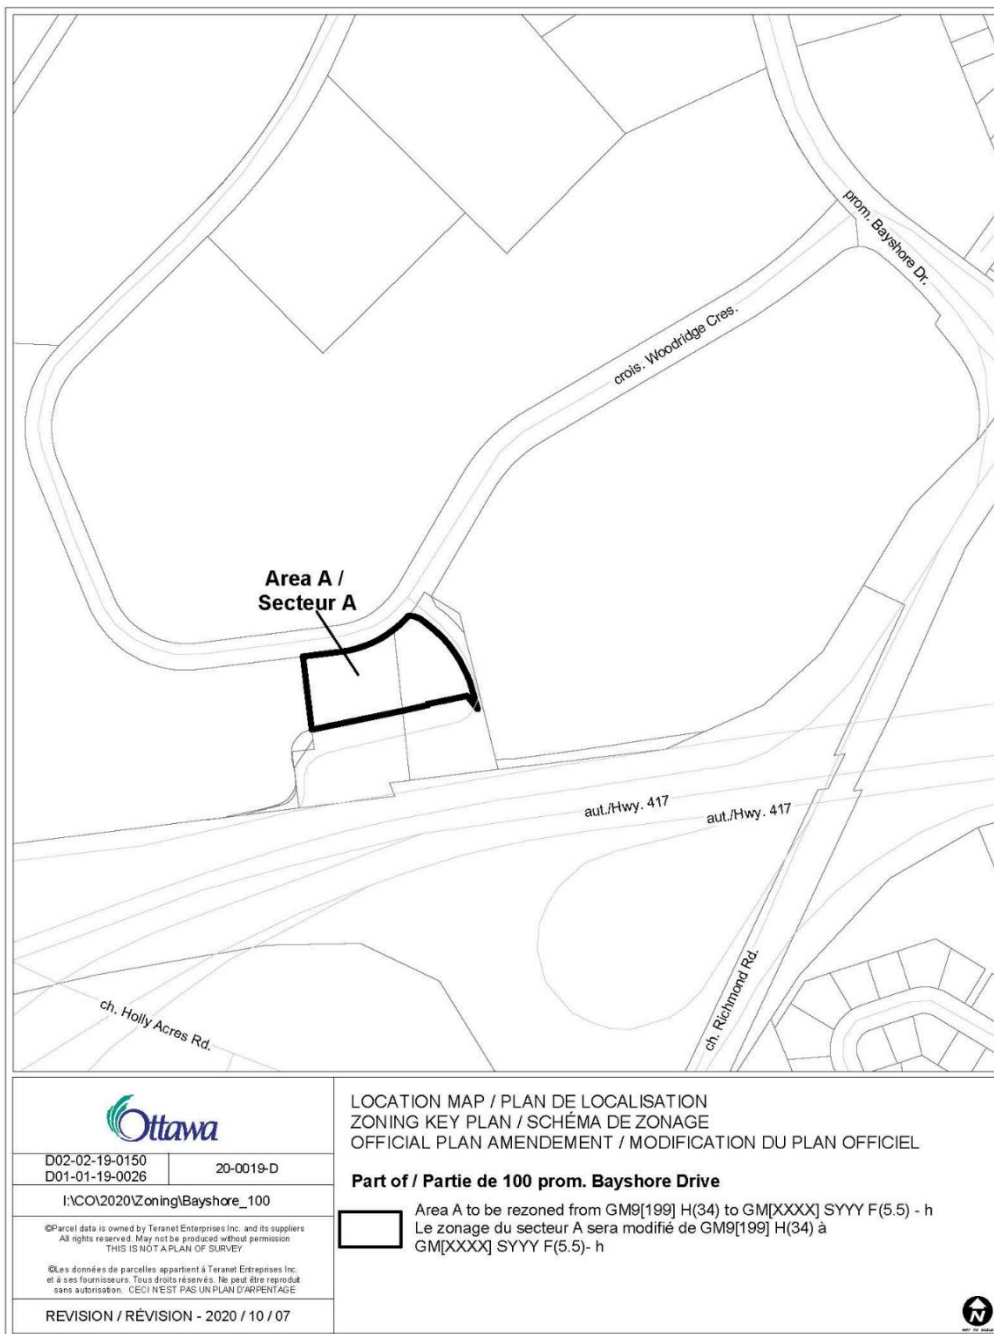 prom. Bayshore Dr.
crois. Woodridge Cres.
Area A /
Secteur A
aut./Hwy. 417
aut./Hwy. 417
ch. Holly Acres Rd.
ch. Richmond Rd.
Ottawa
D02-02-19-0150
D01-01-19-0026
20-0019-D
I:\CO\2020\Zoning\Bayshore_100
©Parcel data is owned by Teranet Enterprises Inc. and its suppliers
All rights reserved. May not be produced without permission
THIS IS NOT A PLAN OF SURVEY
©Les données de parcelles appartient à Teranet Entreprises Inc.
et à ses fournisseurs. Tous droits réservés. Ne peut être reproduit
sans autorisation. CECI N'EST PAS UN PLAN D'ARPENTAGE
REVISION / RÉVISION - 2020 / 10 / 07
LOCATION MAP / PLAN DE LOCALISATION
ZONING KEY PLAN / SCHÉMA DE ZONAGE
OFFICIAL PLAN AMENDEMENT / MODIFICATION DU PLAN OFFICIEL
Part of / Partie de 100 prom. Bayshore Drive
Area A to be rezoned from GM9[199] H(34) to GM[XXXX] SYYY F(5.5) - h
Le zonage du secteur A sera modifié de GM9[199] H(34) à
GM[XXXX] SYYY F(5.5)- h
N
NOT TO SCALE